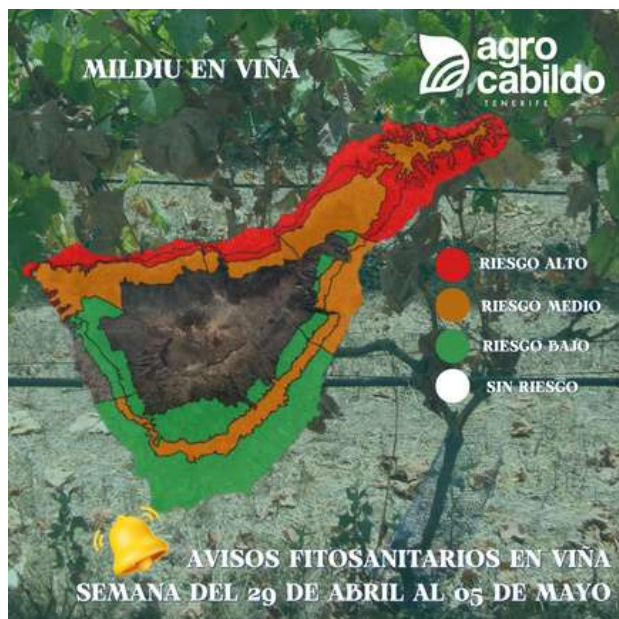 MILDIU EN VIÑA
agro
cabildo
TENERIFE
RIESGO ALTO
RIESGO MEDIO
RIESGO BAJO
SIN RIESGO
AVISOS FITOSANITARIOS EN VIÑA
SEMANA DEL 29 DE ABRIL AL 05 DE MAYO